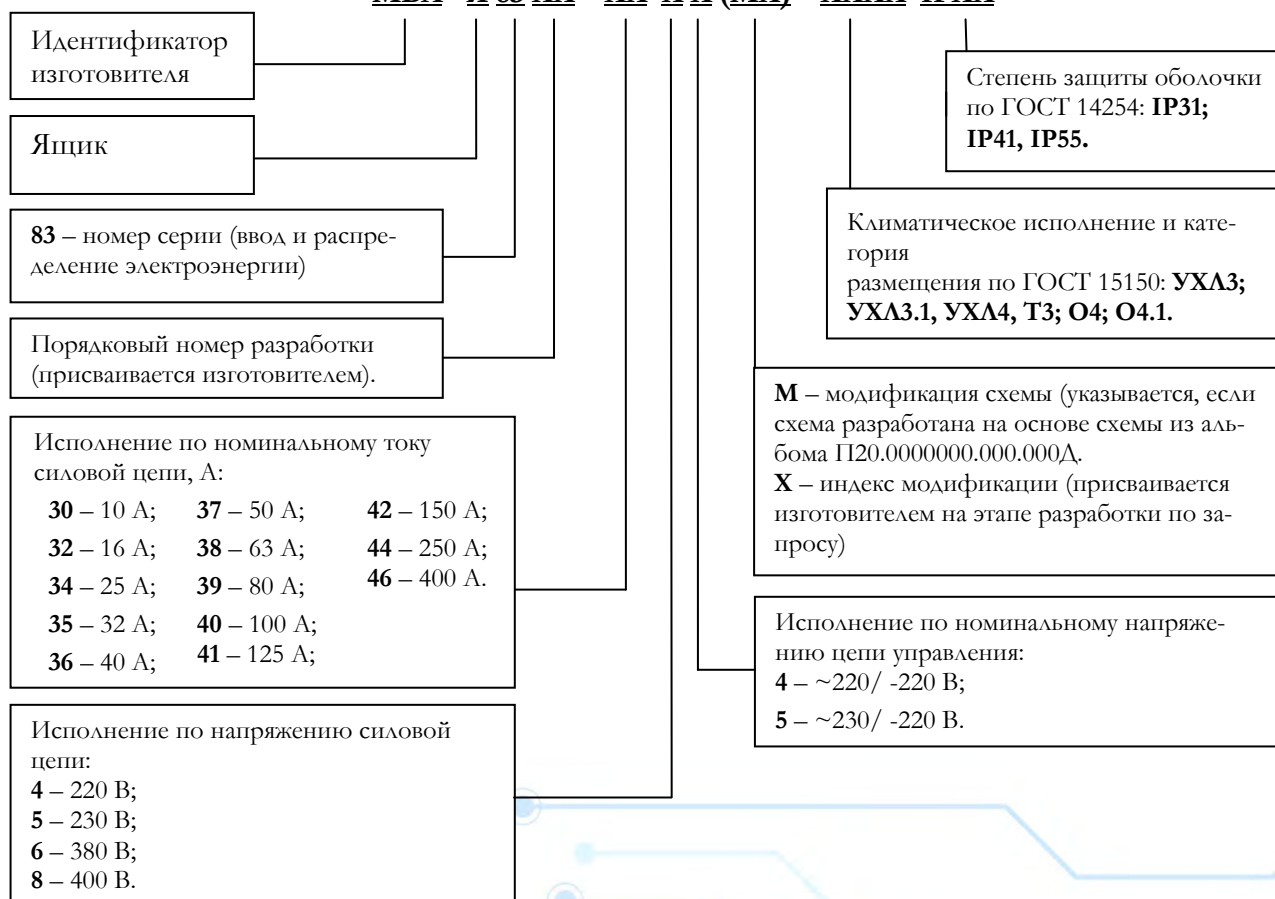 Идентификатор
изготовителя
Ящик
83 – номер серии (ввод и распре-
деление электроэнергии)
Порядковый номер разработки
(присваивается изготовителем).
Исполнение по номинальному току
силовой цепи, А:
30 – 10 А; 37 – 50 А; 42 – 150 А;
32 – 16 А; 38 – 63 А; 44 – 250 А;
34 – 25 А; 39 – 80 А; 46 – 400 А.
35 – 32 А; 40 – 100 А;
36 – 40 А; 41 – 125 А;
Исполнение по напряжению силовой
цепи:
4 – 220 В;
5 – 230 В;
6 – 380 В;
8 – 400 В.
Степень защиты оболочки
по ГОСТ 14254: IP31;
IP41, IP55.
Климатическое исполнение и кате-
гория
размещения по ГОСТ 15150: УХЛ3;
УХЛ3.1, УХЛ4, Т3; О4; О4.1.
М – модификация схемы (указывается, если
схема разработана на основе схемы из аль-
бома П20.0000000.000.000Д.
Х – индекс модификации (присваивается
изготовителем на этапе разработки по за-
просу)
Исполнение по номинальному напряже-
нию цепи управления:
4 – ~220/ -220 В;
5 – ~230/ -220 В.